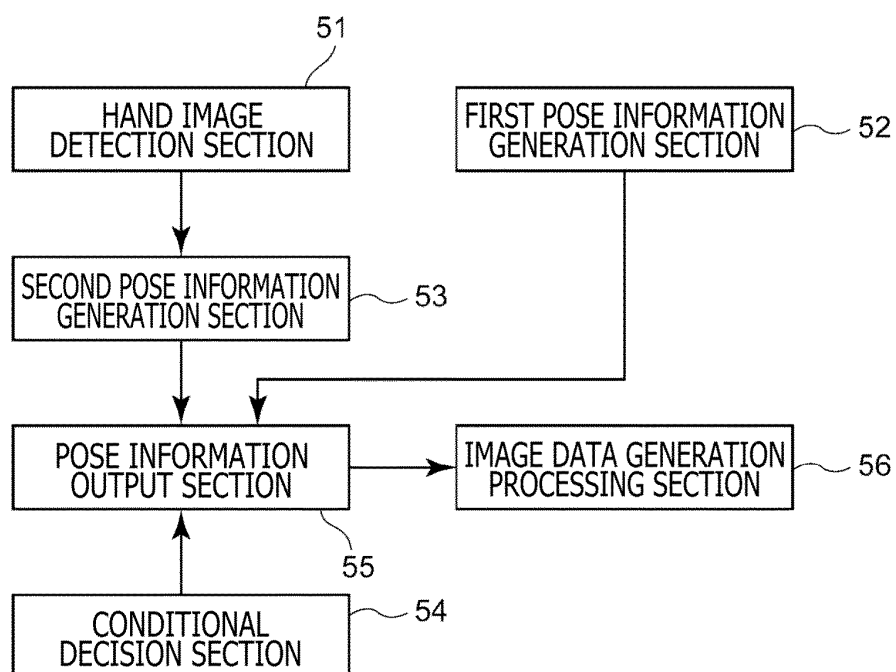 51
HAND IMAGE
DETECTION SECTION
FIRST POSE INFORMATION
GENERATION SECTION
52
SECOND POSE INFORMATION
GENERATION SECTION
53
POSE INFORMATION
OUTPUT SECTION
55
IMAGE DATA GENERATION
PROCESSING SECTION
56
CONDITIONAL
DECISION SECTION
54